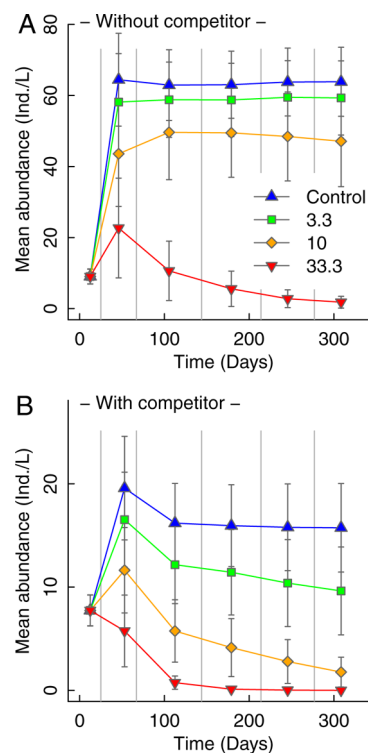 A
– Without competitor –
Mean abundance (Ind./L)
80
60
40
20
0
Control
3.3
10
33.3
0 100 200 300
Time (Days)
B
– With competitor –
Mean abundance (Ind./L)
20
10
0
0 100 200 300
Time (Days)